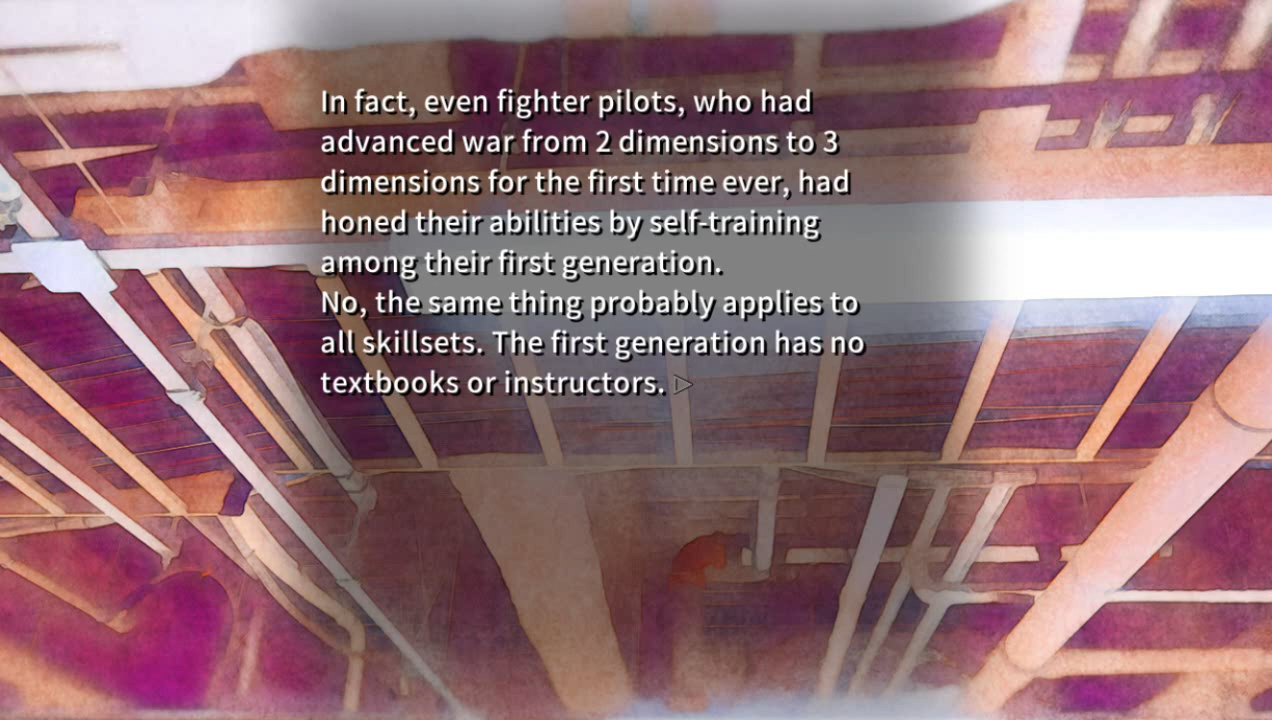 In fact, even fighter pilots, who had
advanced war from 2 dimensions to 3
dimensions for the first time ever, had
honed their abilities by self-training
among their first generation.
No, the same thing probably applies to
all skillsets. The first generation has no
textbooks or instructors.